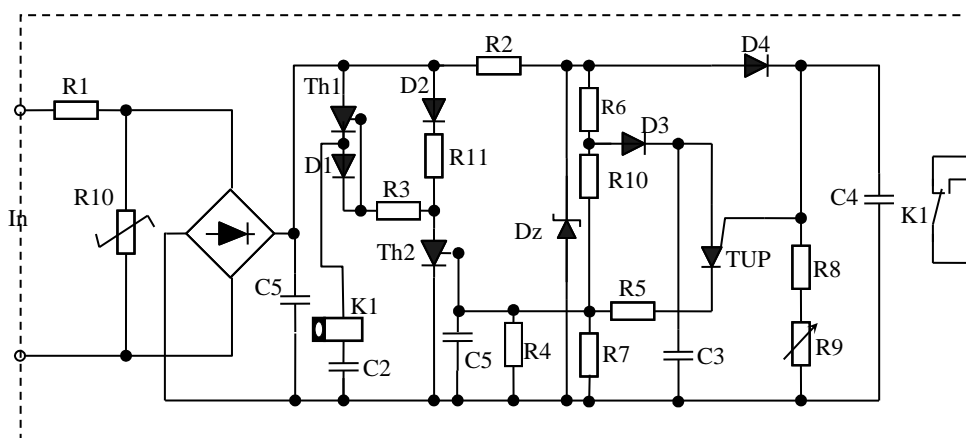 R2
D4
Th1
D2
R1
R6
D3
R11
D1
R10
R10
R3
C4
K1
In
Dz
Th2
TUP
R5
R8
C5
K1
R4
R7
C3
R9
C5
C2